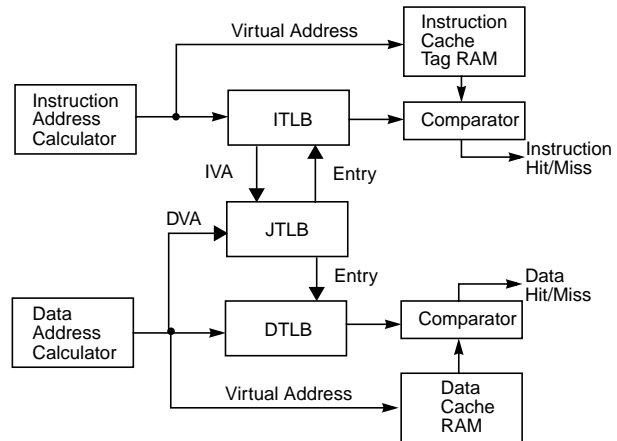 Virtual Address
Instruction
Cache
Tag RAM
Instruction
Address
Calculator
ITLB
Comparator
Instruction
Hit/Miss
IVA
Entry
DVA
JTLB
Entry
Data
Hit/Miss
Data
Address
Calculator
DTLB
Comparator
Virtual Address
Data
Cache
RAM